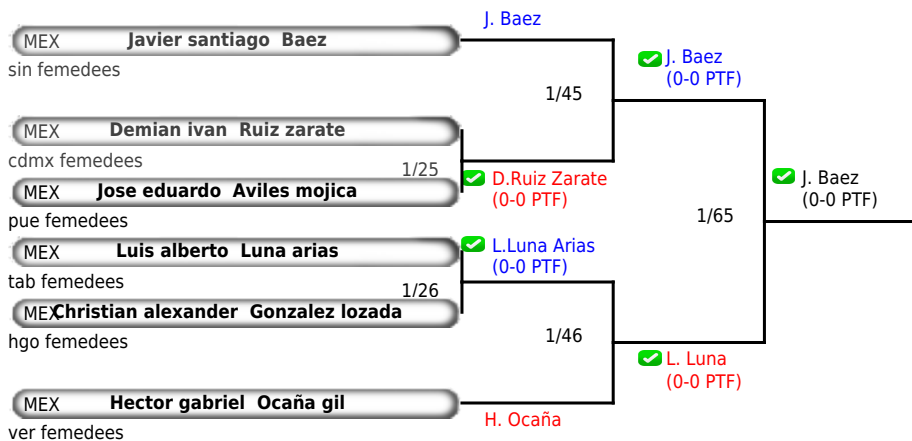 J. Baez
MEX Javier santiago Baez
sin femedees
J. Baez
(0-0 PTF)
1/45
MEX Demian ivan Ruiz zarate
cdmx femedees
1/25
D.Ruiz Zarate
(0-0 PTF)
MEX Jose eduardo Aviles mojica
pue femedees
J. Baez
(0-0 PTF)
1/65
MEX Luis alberto Luna arias
tab femedees
L.Luna Arias
(0-0 PTF)
1/26
MEX Christian alexander Gonzalez lozada
hgo femedees
1/46
L. Luna
(0-0 PTF)
MEX Hector gabriel Ocaña gil
ver femedees
H. Ocaña